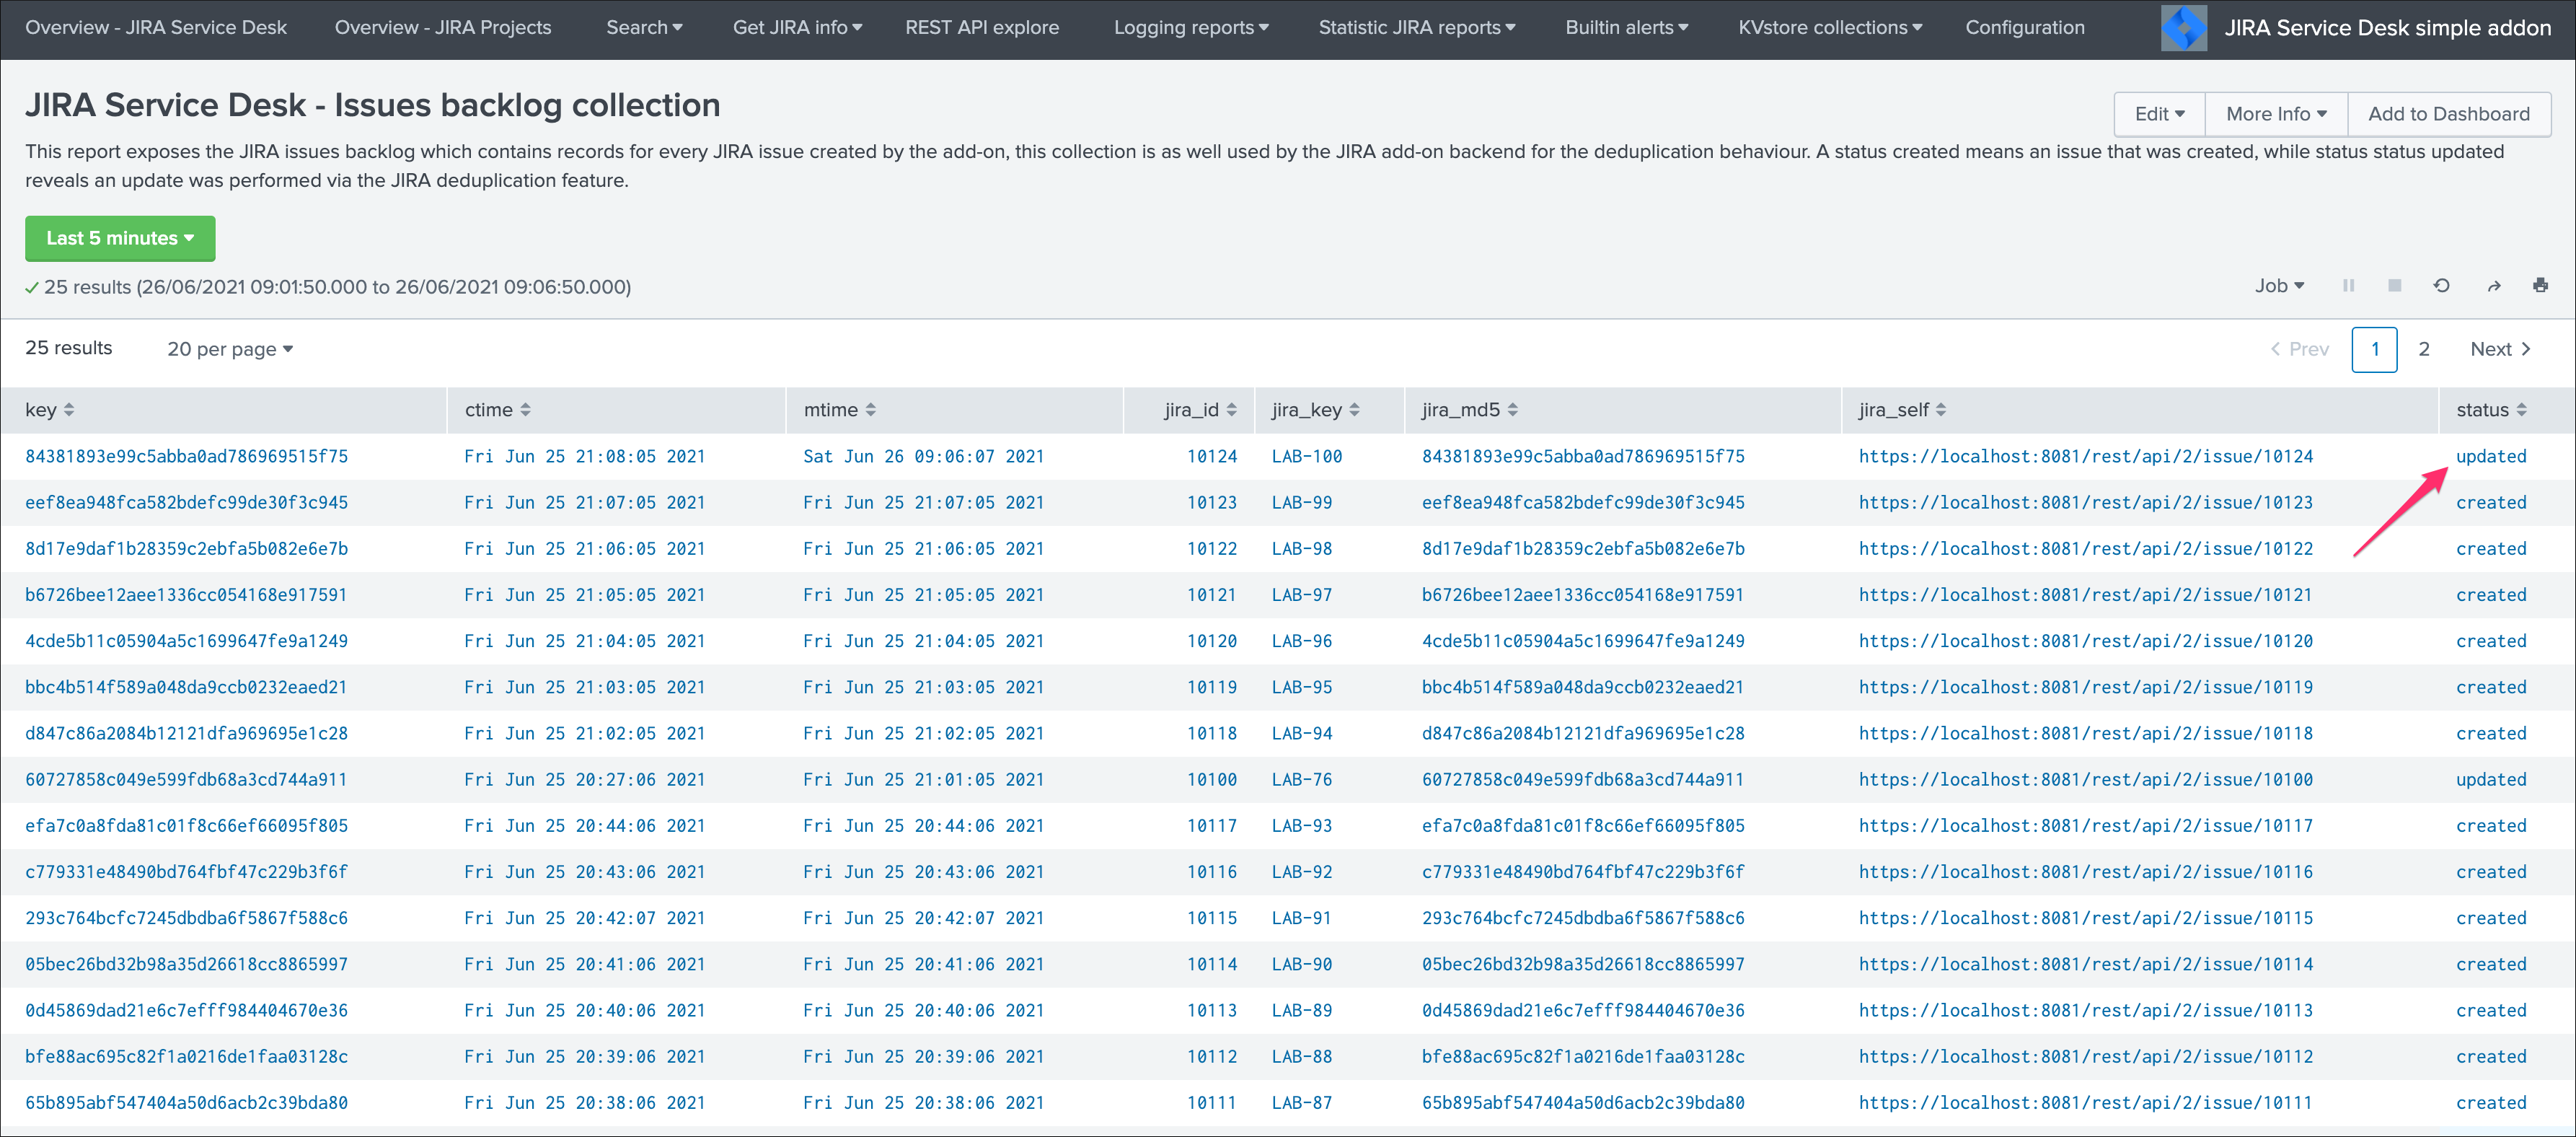 Overview - JIRA Service Desk Overview - JIRA Projects Search Get JIRA info REST API explore Logging reports Statistic JIRA reports Builtin alerts KVstore collections Configuration JIRA Service Desk simple addon
JIRA Service Desk - Issues backlog collection
Edit More Info Add to Dashboard
This report exposes the JIRA issues backlog which contains records for every JIRA issue created by the add-on, this collection is as well used by the JIRA add-on backend for the deduplication behaviour. A status created means an issue that was created, while status status updated
reveals an update was performed via the JIRA deduplication feature.
Last 5 minutes
25 results (26/06/2021 09:01:50.000 to 26/06/2021 09:06:50.000)
Job
25 results 20 per page Prev 1 2 Next
key ctime mtime jira_id jira_key jira_md5 jira_self status
84381893e99c5abba0ad786969515f75 Fri Jun 25 21:08:05 2021 Sat Jun 26 09:06:07 2021 10124 LAB-100 84381893e99c5abba0ad786969515f75 https://localhost:8081/rest/api/2/issue/10124 updated
eef8ea948fca582bdefc99de30f3c945 Fri Jun 25 21:07:05 2021 Fri Jun 25 21:07:05 2021 10123 LAB-99 eef8ea948fca582bdefc99de30f3c945 https://localhost:8081/rest/api/2/issue/10123 created
8d17e9daf1b28359c2ebfa5b082e6e7b Fri Jun 25 21:06:05 2021 Fri Jun 25 21:06:05 2021 10122 LAB-98 8d17e9daf1b28359c2ebfa5b082e6e7b https://localhost:8081/rest/api/2/issue/10122 created
b6726bee12aee1336cc054168e917591 Fri Jun 25 21:05:05 2021 Fri Jun 25 21:05:05 2021 10121 LAB-97 b6726bee12aee1336cc054168e917591 https://localhost:8081/rest/api/2/issue/10121 created
4cde5b11c05904a5c1699647fe9a1249 Fri Jun 25 21:04:05 2021 Fri Jun 25 21:04:05 2021 10120 LAB-96 4cde5b11c05904a5c1699647fe9a1249 https://localhost:8081/rest/api/2/issue/10120 created
bbc4b514f589a048da9ccb0232eaed21 Fri Jun 25 21:03:05 2021 Fri Jun 25 21:03:05 2021 10119 LAB-95 bbc4b514f589a048da9ccb0232eaed21 https://localhost:8081/rest/api/2/issue/10119 created
d847c86a2084b12121dfa969695e1c28 Fri Jun 25 21:02:05 2021 Fri Jun 25 21:02:05 2021 10118 LAB-94 d847c86a2084b12121dfa969695e1c28 https://localhost:8081/rest/api/2/issue/10118 created
60727858c049e599fdb68a3cd744a911 Fri Jun 25 20:27:06 2021 Fri Jun 25 21:01:05 2021 10100 LAB-76 60727858c049e599fdb68a3cd744a911 https://localhost:8081/rest/api/2/issue/10100 updated
efa7c0a8fda81c01f8c66ef66095f805 Fri Jun 25 20:44:06 2021 Fri Jun 25 20:44:06 2021 10117 LAB-93 efa7c0a8fda81c01f8c66ef66095f805 https://localhost:8081/rest/api/2/issue/10117 created
c779331e48490bd764fbf47c229b3f6f Fri Jun 25 20:43:06 2021 Fri Jun 25 20:43:06 2021 10116 LAB-92 c779331e48490bd764fbf47c229b3f6f https://localhost:8081/rest/api/2/issue/10116 created
293c764bcfc7245dbdba6f5867f588c6 Fri Jun 25 20:42:07 2021 Fri Jun 25 20:42:07 2021 10115 LAB-91 293c764bcfc7245dbdba6f5867f588c6 https://localhost:8081/rest/api/2/issue/10115 created
05bec26bd32b98a35d26618cc8865997 Fri Jun 25 20:41:06 2021 Fri Jun 25 20:41:06 2021 10114 LAB-90 05bec26bd32b98a35d26618cc8865997 https://localhost:8081/rest/api/2/issue/10114 created
0d45869dad21e6c7efff984404670e36 Fri Jun 25 20:40:06 2021 Fri Jun 25 20:40:06 2021 10113 LAB-89 0d45869dad21e6c7efff984404670e36 https://localhost:8081/rest/api/2/issue/10113 created
bfe88ac695c82f1a0216de1faa03128c Fri Jun 25 20:39:06 2021 Fri Jun 25 20:39:06 2021 10112 LAB-88 bfe88ac695c82f1a0216de1faa03128c https://localhost:8081/rest/api/2/issue/10112 created
65b895abf547404a50d6acb2c39bda80 Fri Jun 25 20:38:06 2021 Fri Jun 25 20:38:06 2021 10111 LAB-87 65b895abf547404a50d6acb2c39bda80 https://localhost:8081/rest/api/2/issue/10111 created